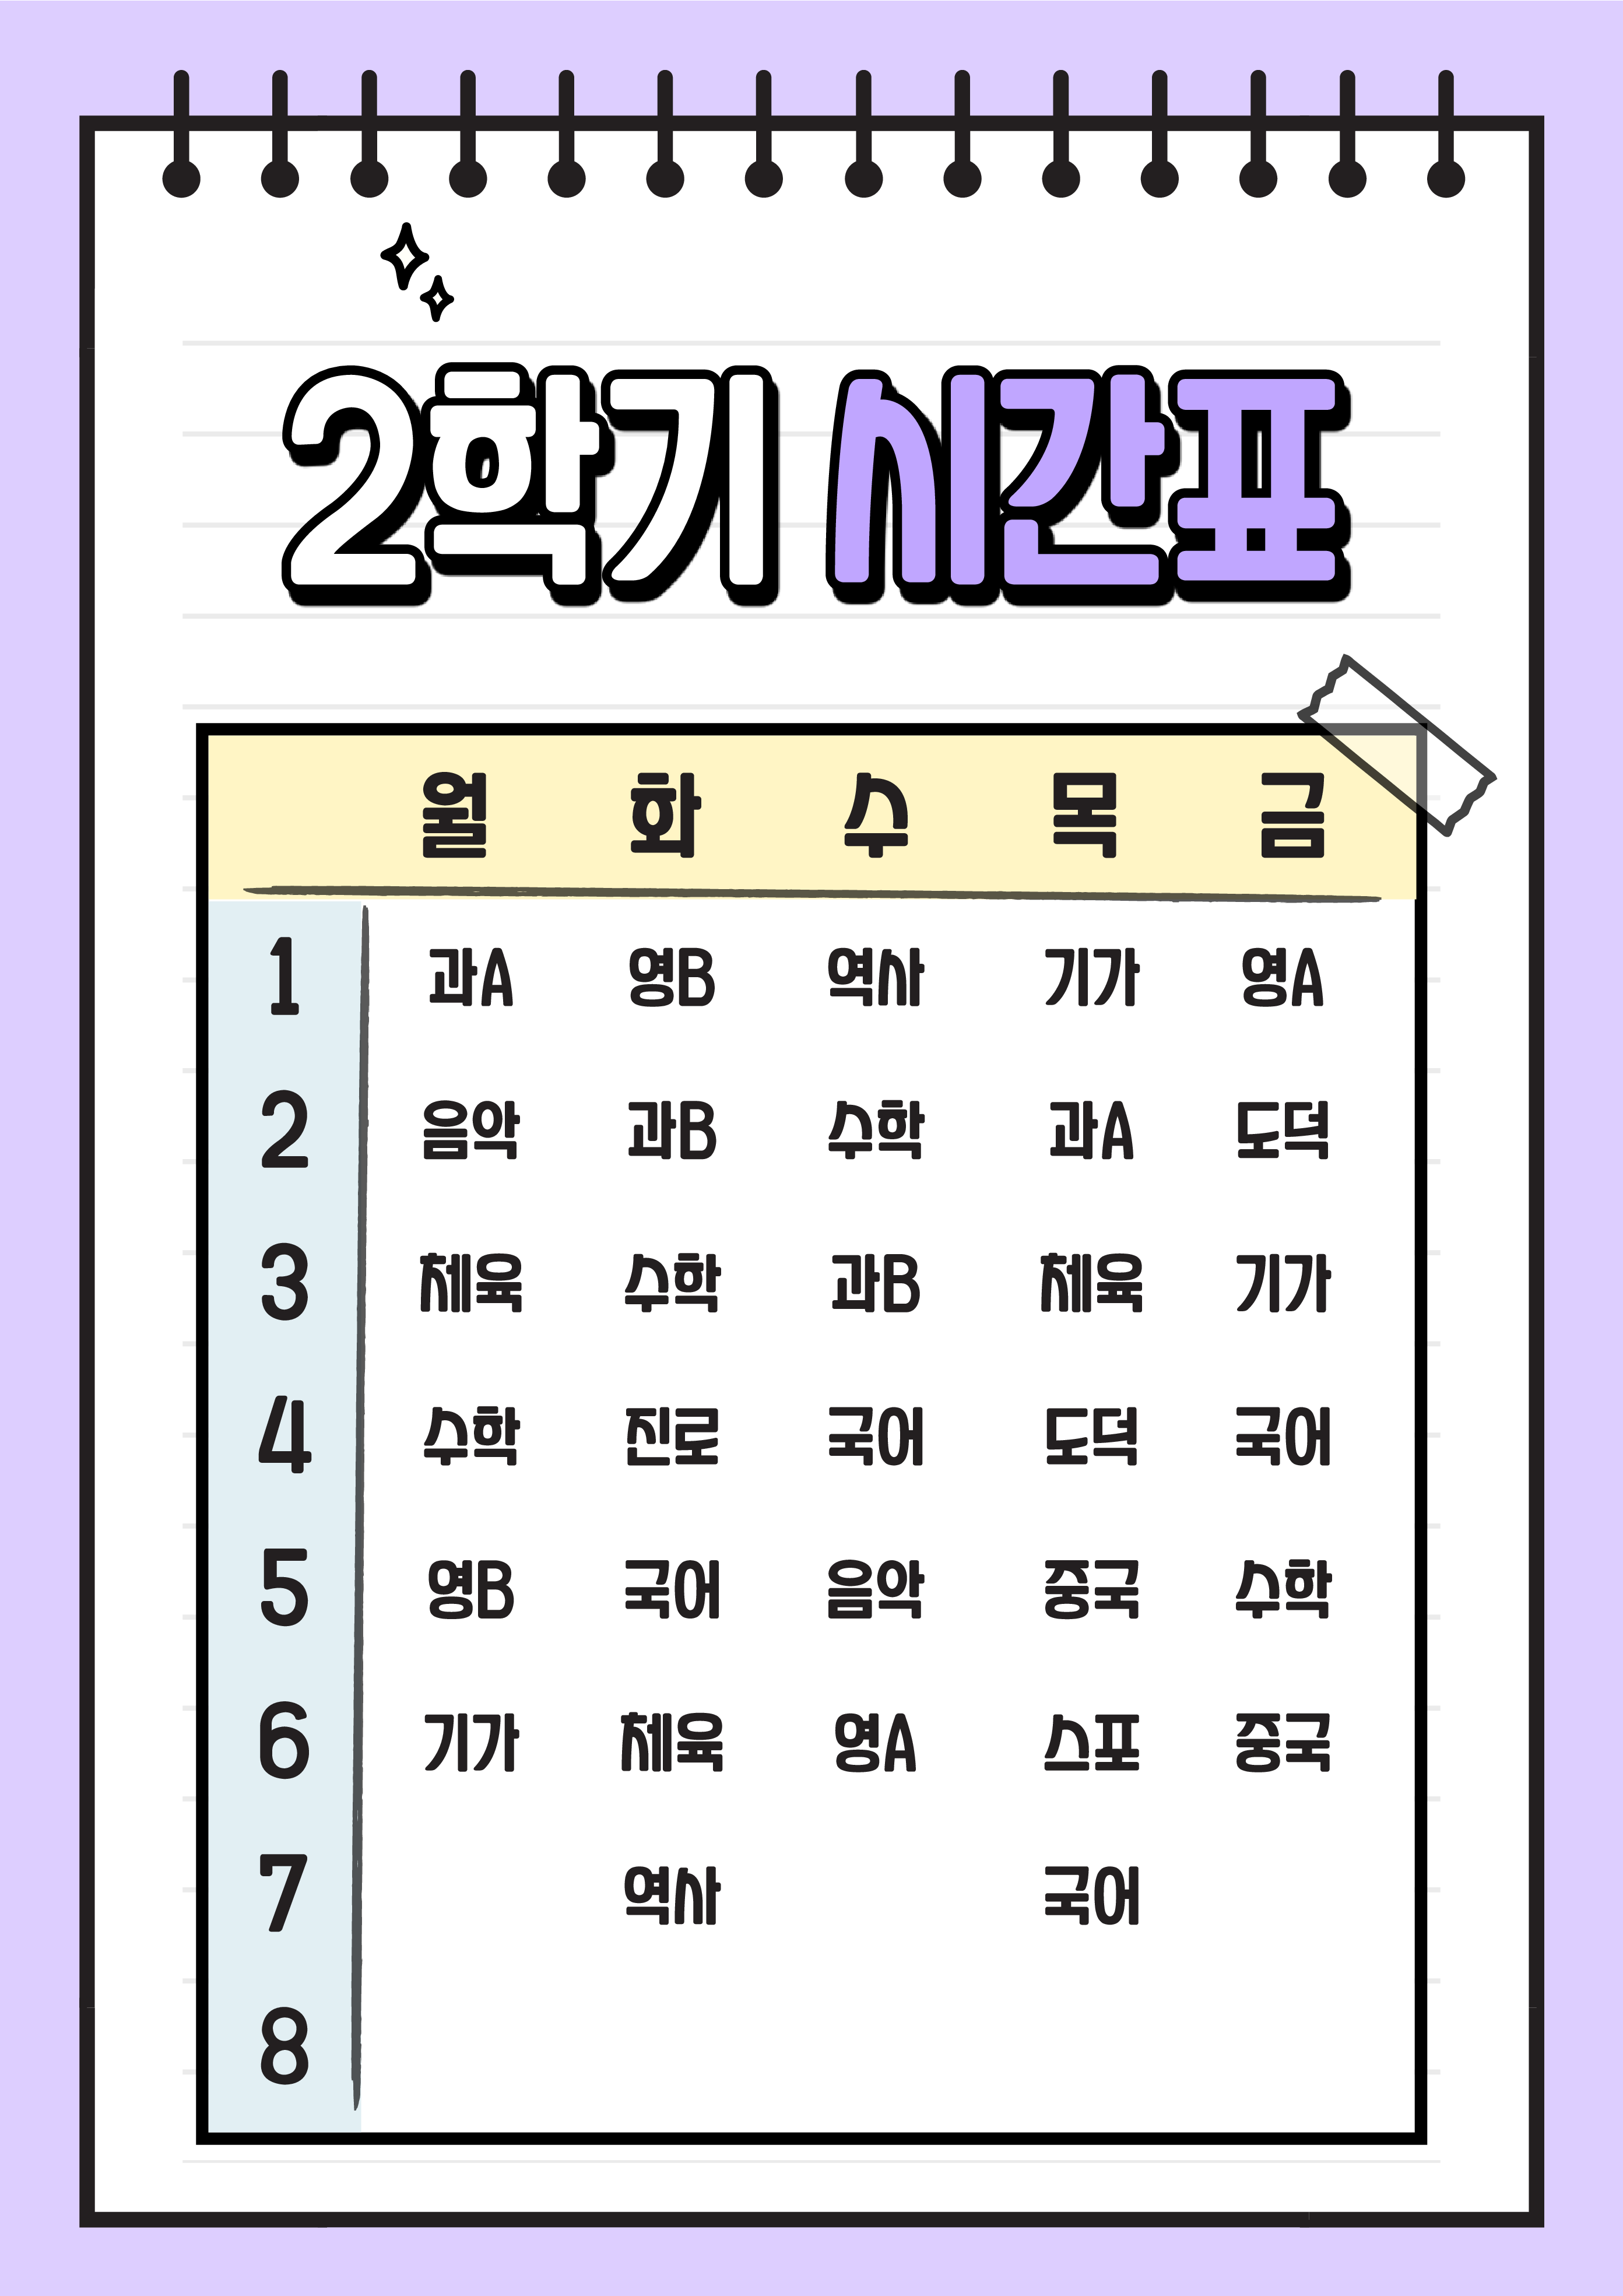 2학기 시간표
월 화 수 목 금
1 과A 영B 역사 기가 영A
2 음악 과B 수학 과A 도덕
3 체육 수학 과B 체육 기가
4 수학 진로 국어 도덕 국어
5 영B 국어 음악 중국 수학
6 기가 체육 영A 스포 중국
7 역사 국어
8